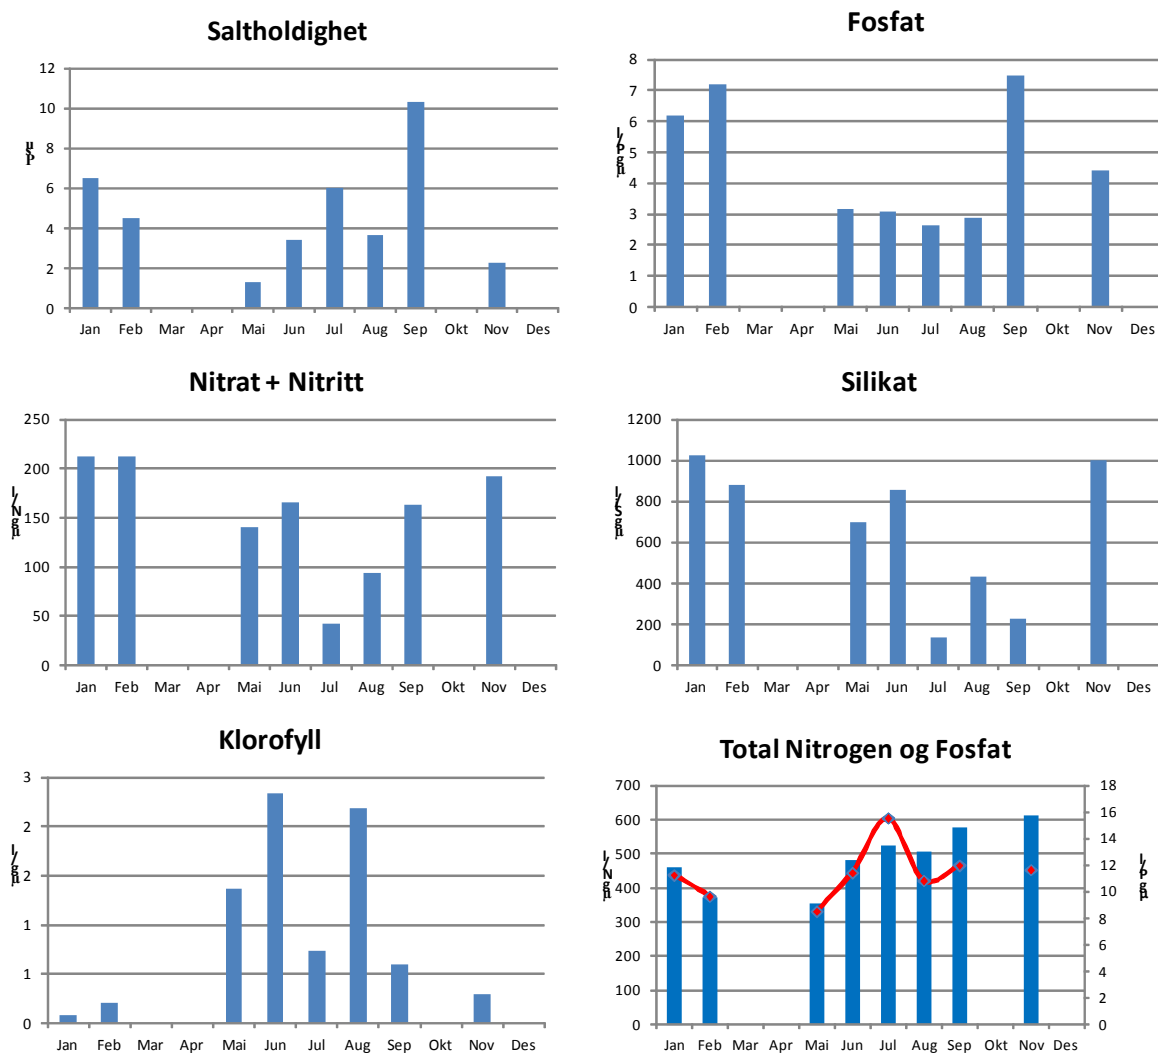 Saltholdighet
Psu
12
10
8
6
4
2
0
Jan Feb Mar Apr Mai Jun Jul Aug Sep Okt Nov Des
Fosfat
µgP/l
8
7
6
5
4
3
2
1
0
Jan Feb Mar Apr Mai Jun Jul Aug Sep Okt Nov Des
Nitrat + Nitritt
µgN/l
250
200
150
100
50
0
Jan Feb Mar Apr Mai Jun Jul Aug Sep Okt Nov Des
Silikat
µgS/l
1200
1000
800
600
400
200
0
Jan Feb Mar Apr Mai Jun Jul Aug Sep Okt Nov Des
Klorofyll
µg/l
3
2
2
1
1
0
Jan Feb Mar Apr Mai Jun Jul Aug Sep Okt Nov Des
Total Nitrogen og Fosfat
µgN/l
700
600
500
400
300
200
100
0
18
16
14
12
10
8
6
4
2
0
µgP/l
Jan Feb Mar Apr Mai Jun Jul Aug Sep Okt Nov Des